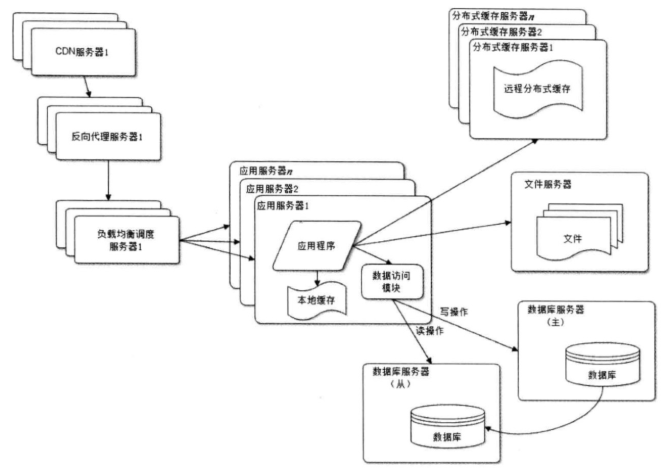 CDN服务器1
反向代理服务器1
负载均衡调度
服务器1
应用服务器n
应用服务器2
应用服务器1
应用程序
本地缓存
数据访问
模块
分布式缓存服务器n
分布式缓存服务器2
分布式缓存服务器1
远程分布式缓存
文件服务器
文件
写操作
读操作
数据库服务器
（主）
数据库
数据库服务器
（从）
数据库